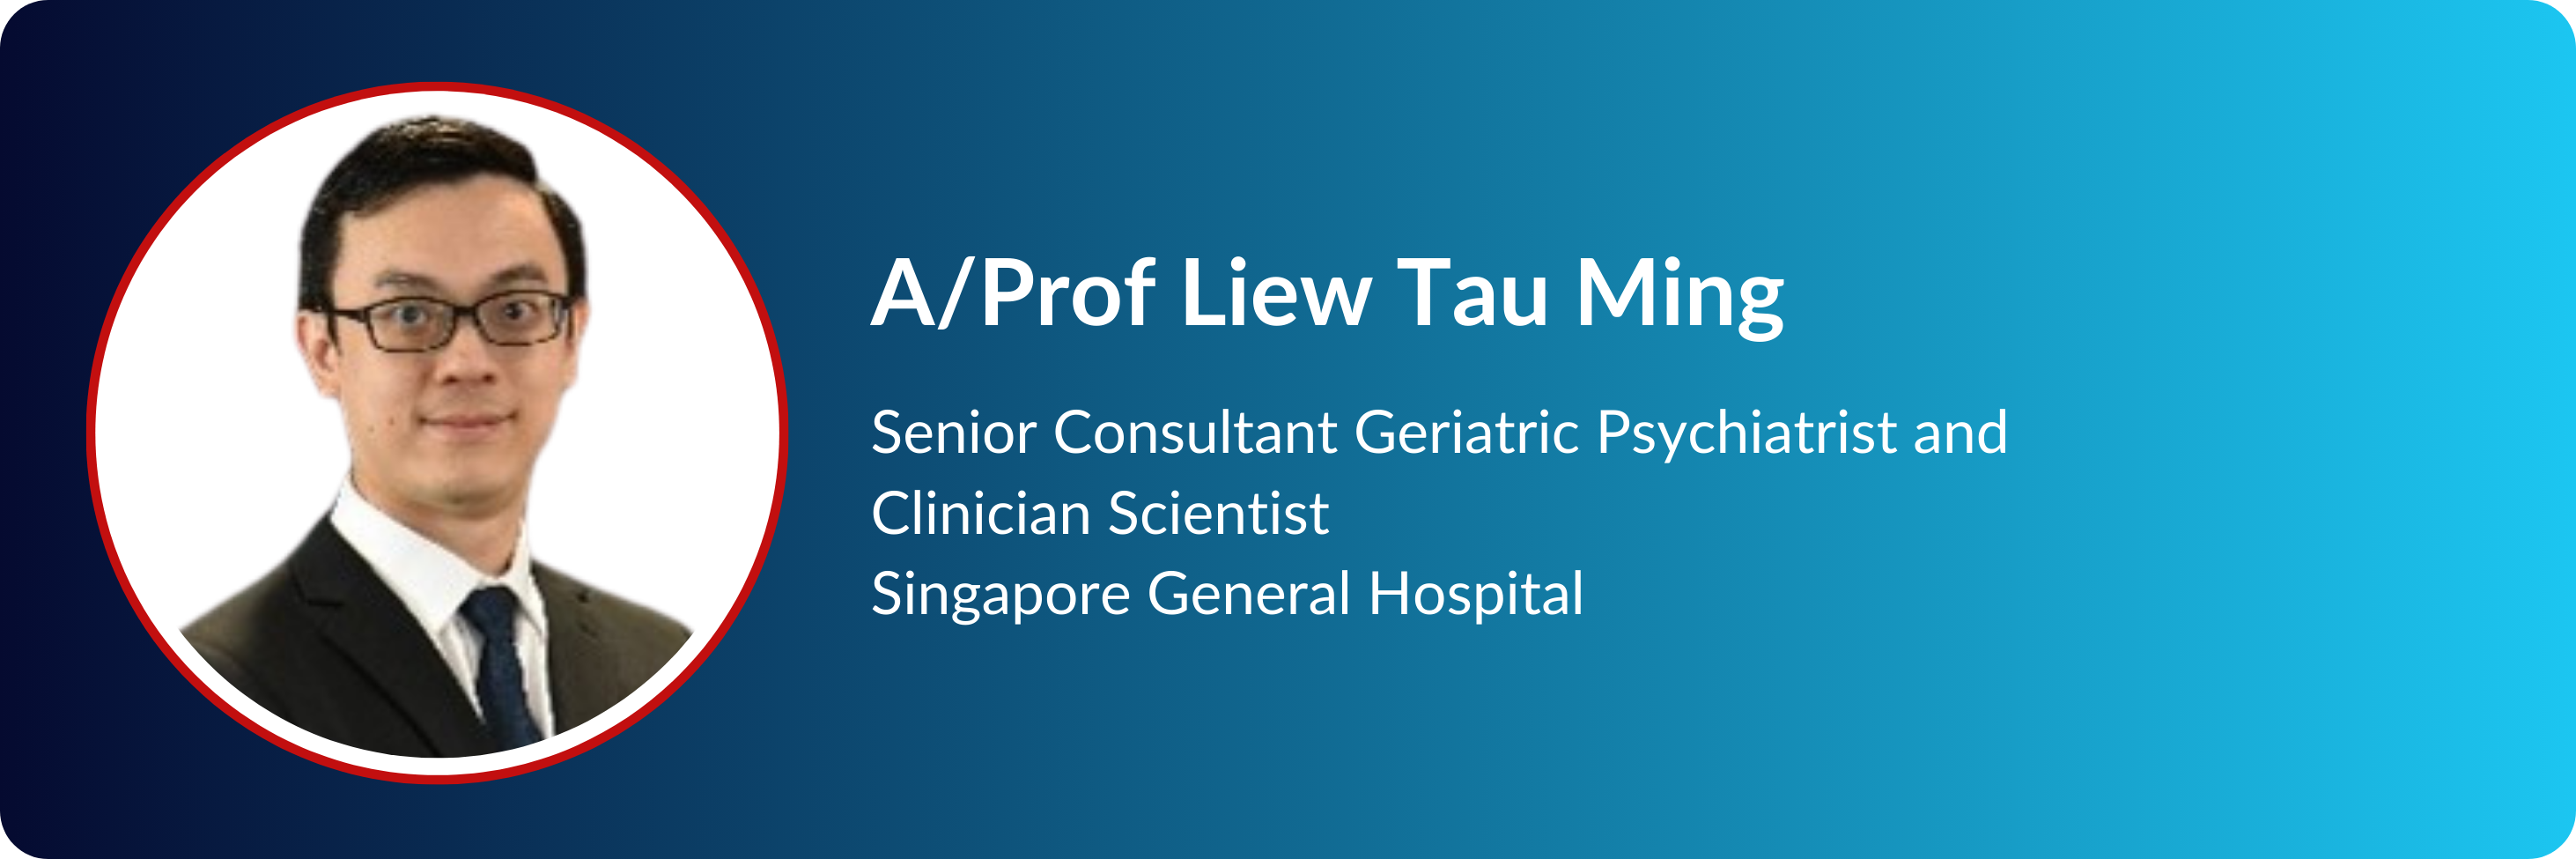 A/Prof Liew Tau Ming
Senior Consultant Geriatric Psychiatrist and
Clinician Scientist
Singapore General Hospital